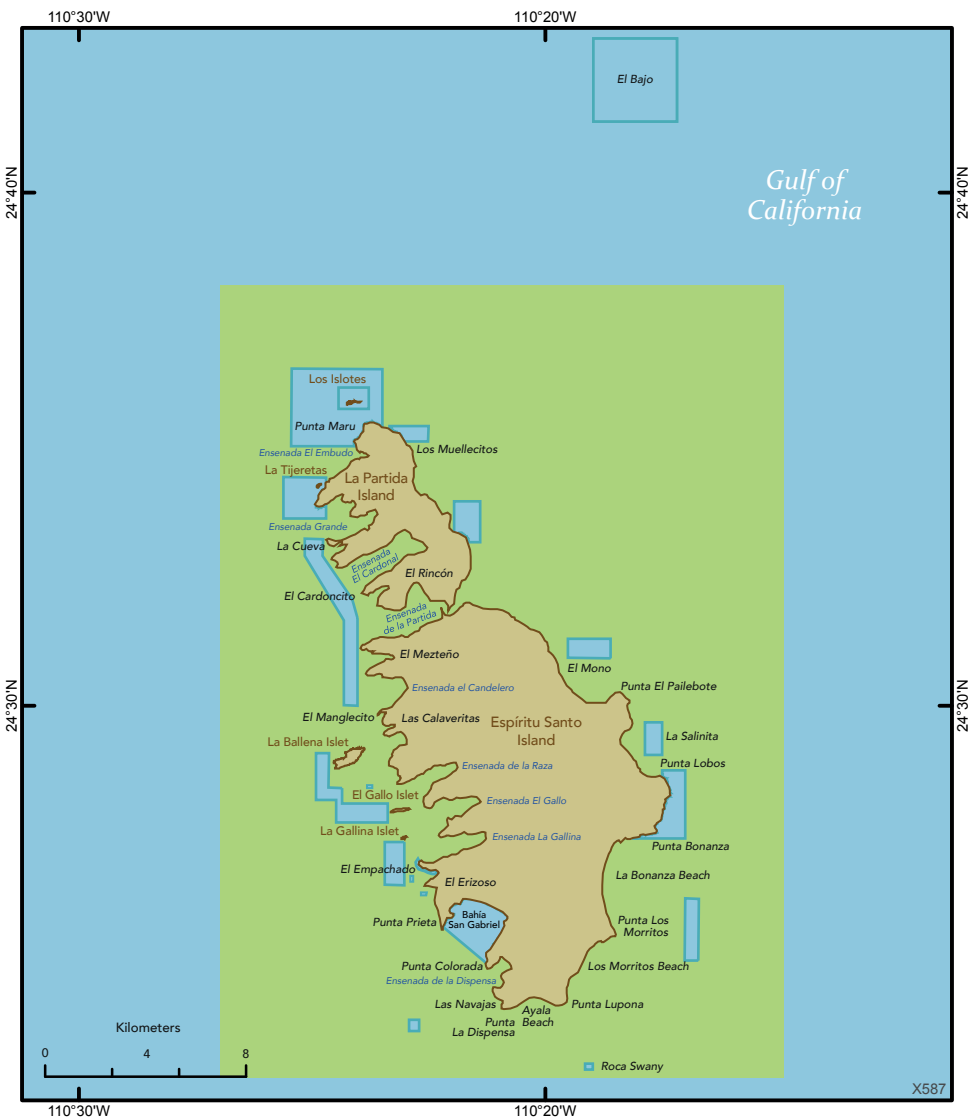 110°30'W
110°20'W
El Bajo
24°40'N
24°40'N
Gulf of
California
Los Islotes
Punta Maru
Ensenada El Embudo
Los Muellecitos
La Tijeretas
La Partida
Island
Ensenada Grande
La Cueva
Ensenada
El Cardonal
El Rincón
El Cardoncito
Ensenada
de la Partida
El Mezteño
El Mono
Ensenada el Candelero
Punta El Pailebote
24°30'N
24°30'N
El Manglecito
Las Calaveritas
Espíritu Santo
Island
La Salinita
La Ballena Islet
Ensenada de la Raza
Punta Lobos
El Gallo Islet
Ensenada El Gallo
La Gallina Islet
Ensenada La Gallina
Punta Bonanza
El Empachado
El Erizoso
La Bonanza Beach
Punta Prieta
Bahía
San Gabriel
Punta Los
Morritos
Punta Colorada
Los Morritos Beach
Ensenada de la Dispensa
Las Navajas
Punta
La Dispensa
Ayala
Beach
Punta Lupona
Kilometers
0
4
8
Roca Swany
X587
110°30'W
110°20'W